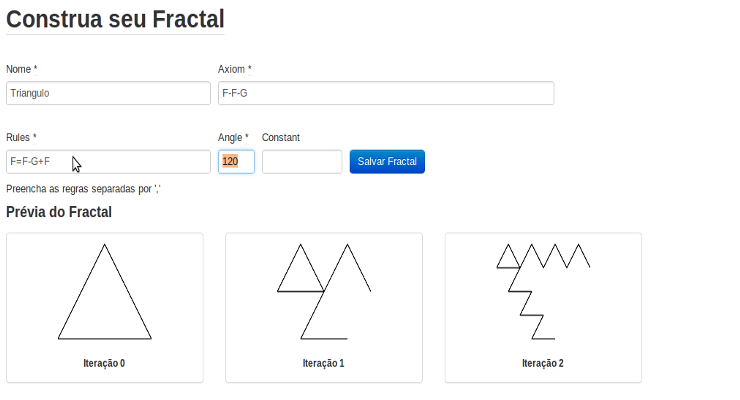 Construa seu Fractal
Nome * Axiom *
Triangulo F-F-G
Rules * Angle * Constant
F=F-G+F 120 Salvar Fractal
Preencha as regras separadas por ','
Prévia do Fractal
Iteração 0 Iteração 1 Iteração 2